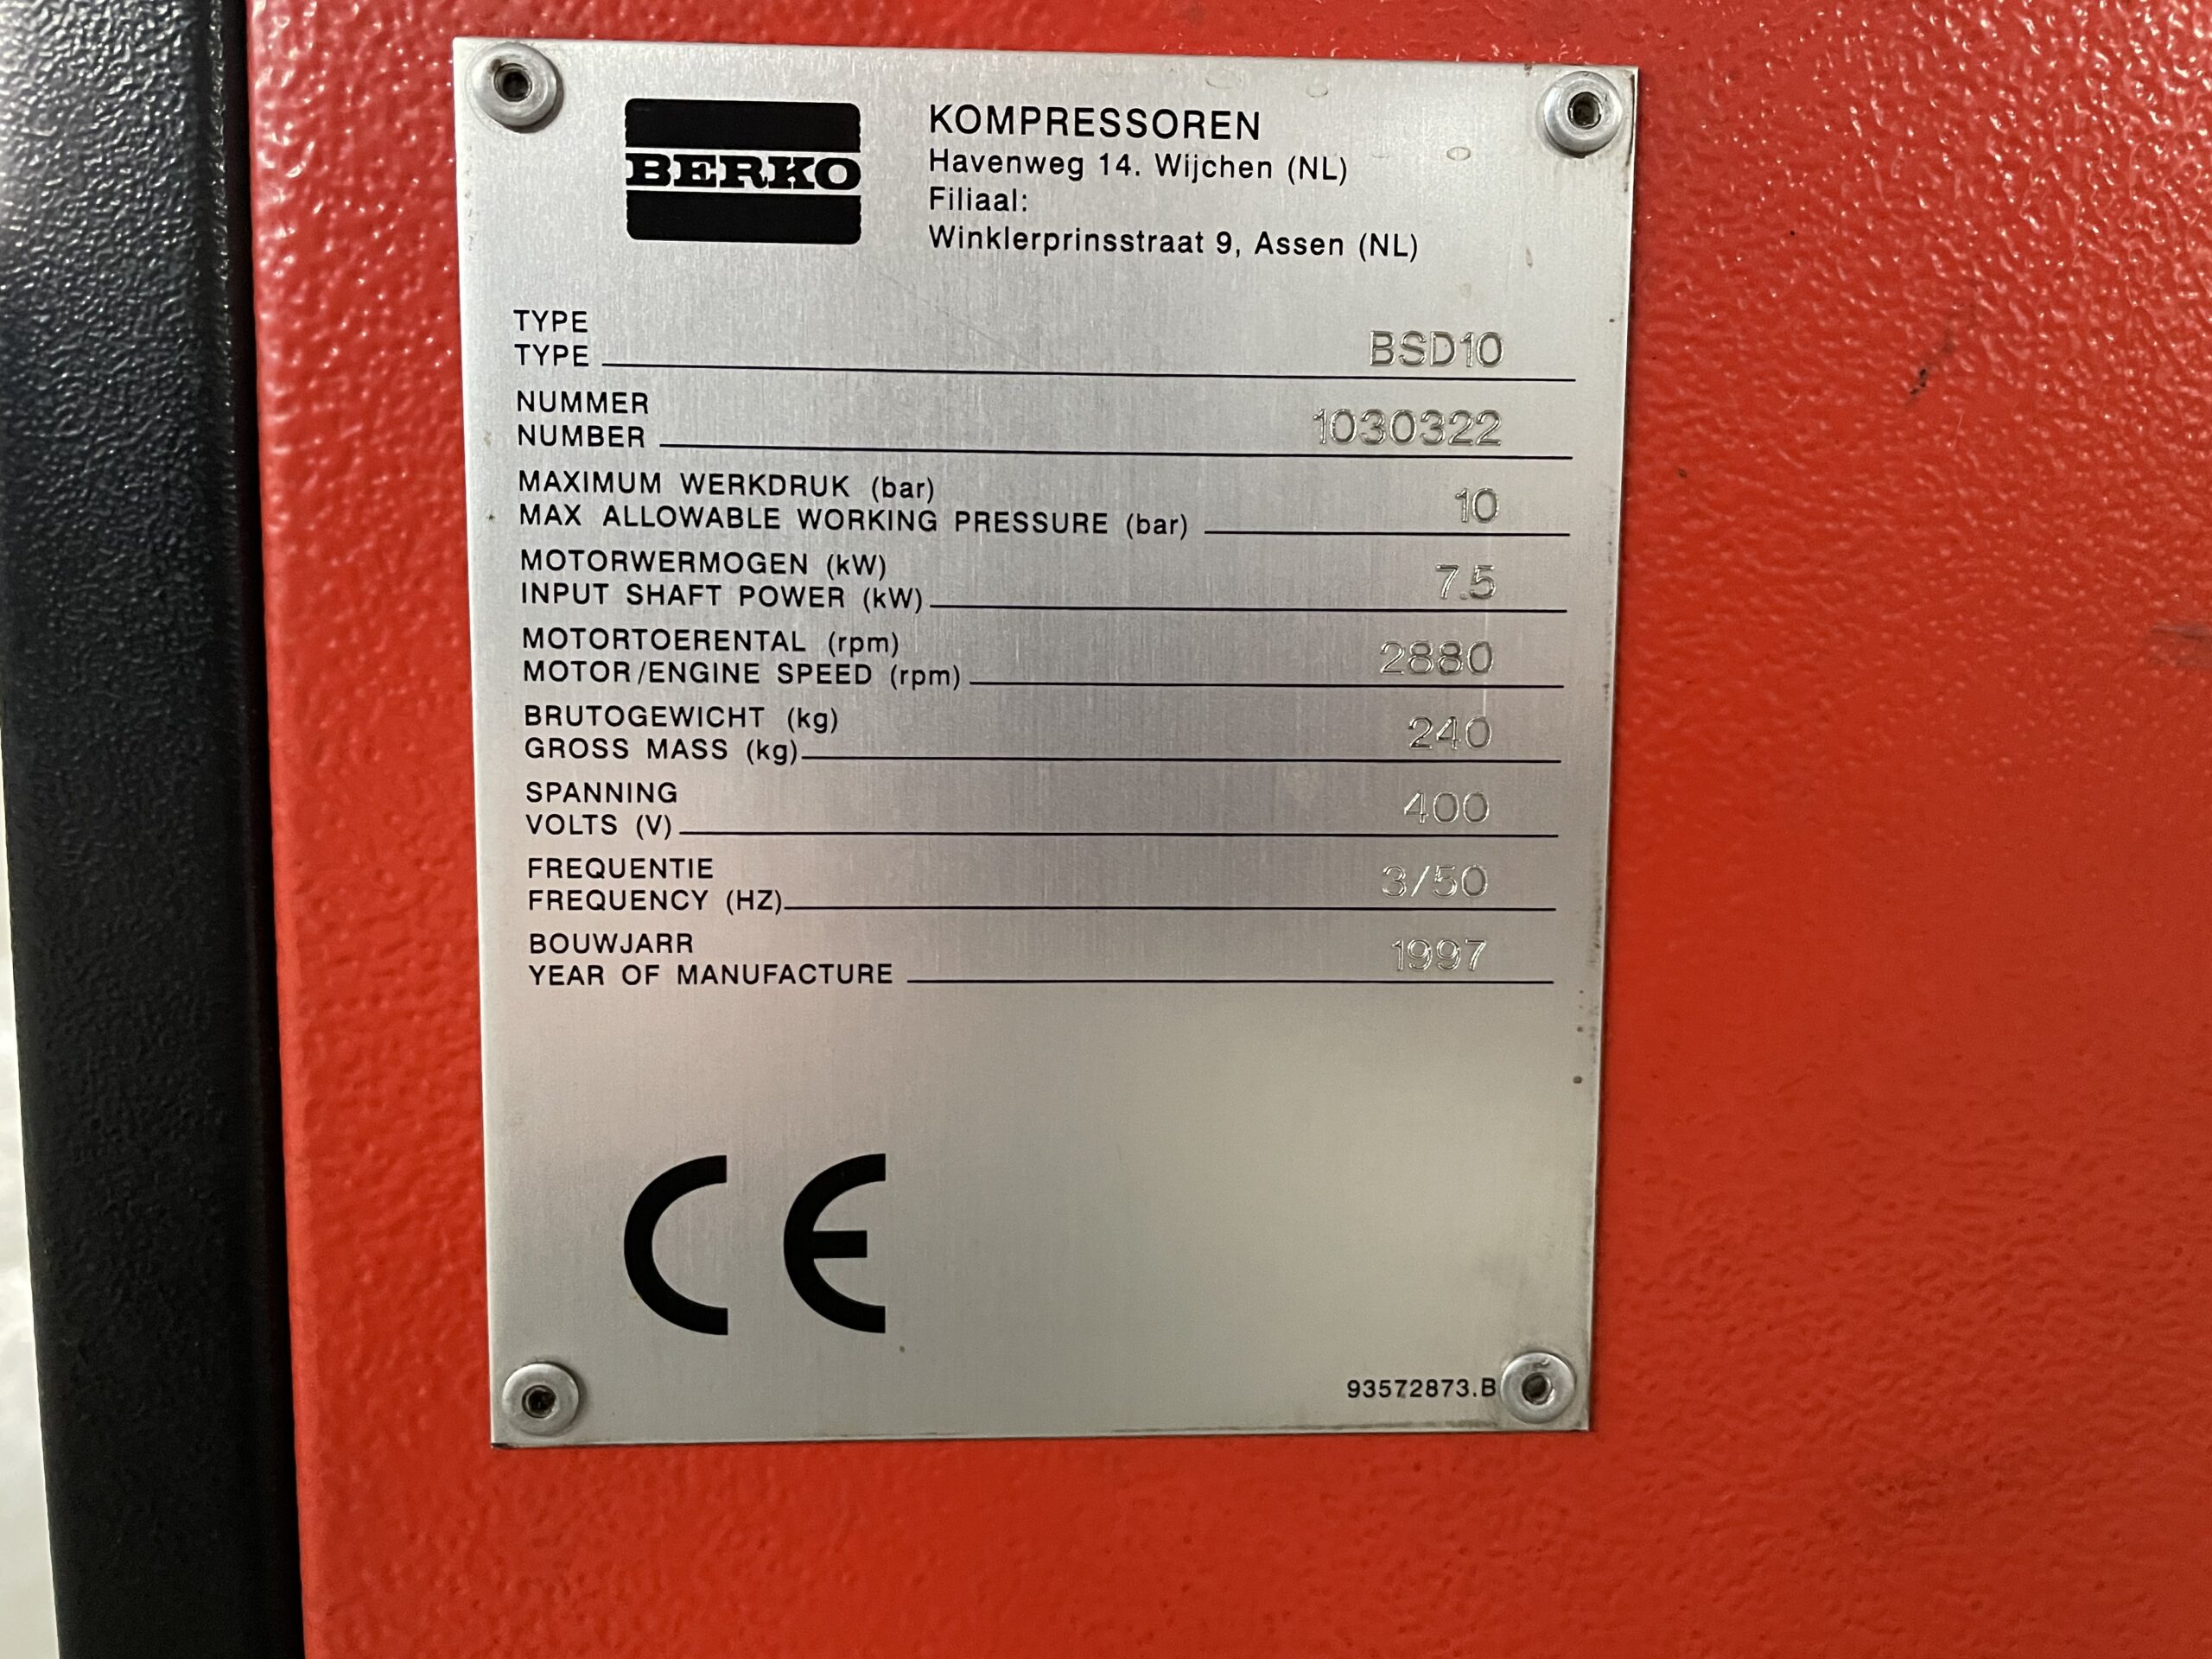 BERKO
KOMPRESSOREN
Havenweg 14. Wijchen (NL)
Filiaal:
Winklerprinsstraat 9, Assen (NL)
TYPE
TYPE BSD10
NUMMER
NUMBER 1030322
MAXIMUM WERKDRUK (bar)
MAX ALLOWABLE WORKING PRESSURE (bar) 10
MOTORWERMOGEN (kW)
INPUT SHAFT POWER (kW) 7.5
MOTORTOERENTAL (rpm)
MOTOR/ENGINE SPEED (rpm) 2880
BRUTOGEWICHT (kg)
GROSS MASS (kg) 240
SPANNING
VOLTS (V) 400
FREQUENTIE
FREQUENCY (HZ) 3/50
BOUWJARR
YEAR OF MANUFACTURE 1997
CE
93572873.B